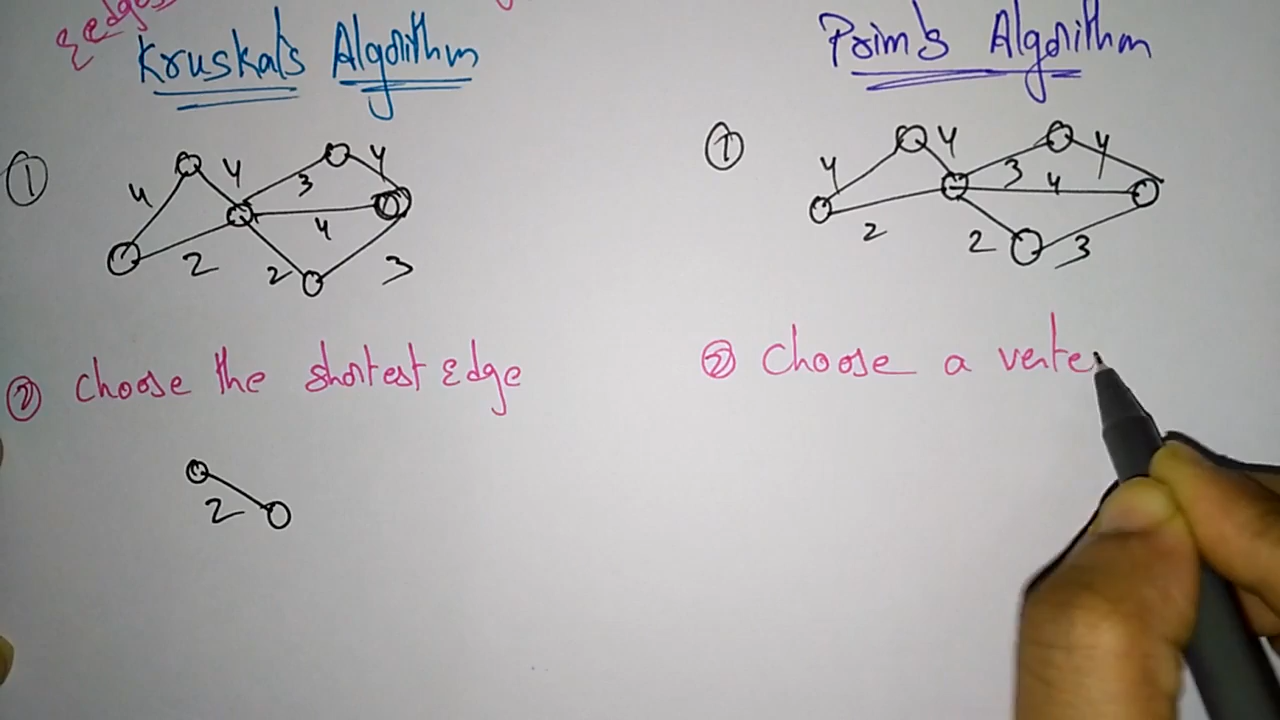 {edges
Kruskal's Algorithm
Prim's Algorithm
①
4 4 3 4
4
2 2 3
①
4 4 3 4
4
2 2 3
② choose the shortest Edge
② choose a verte
2